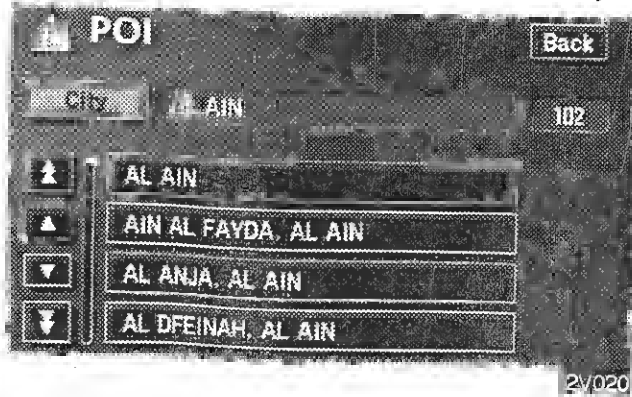 POI
Back
City AL AIN
102
AL AIN
AIN AL FAYDA, AL AIN
AL ANJA, AL AIN
AL DFEINAH, AL AIN
2V020